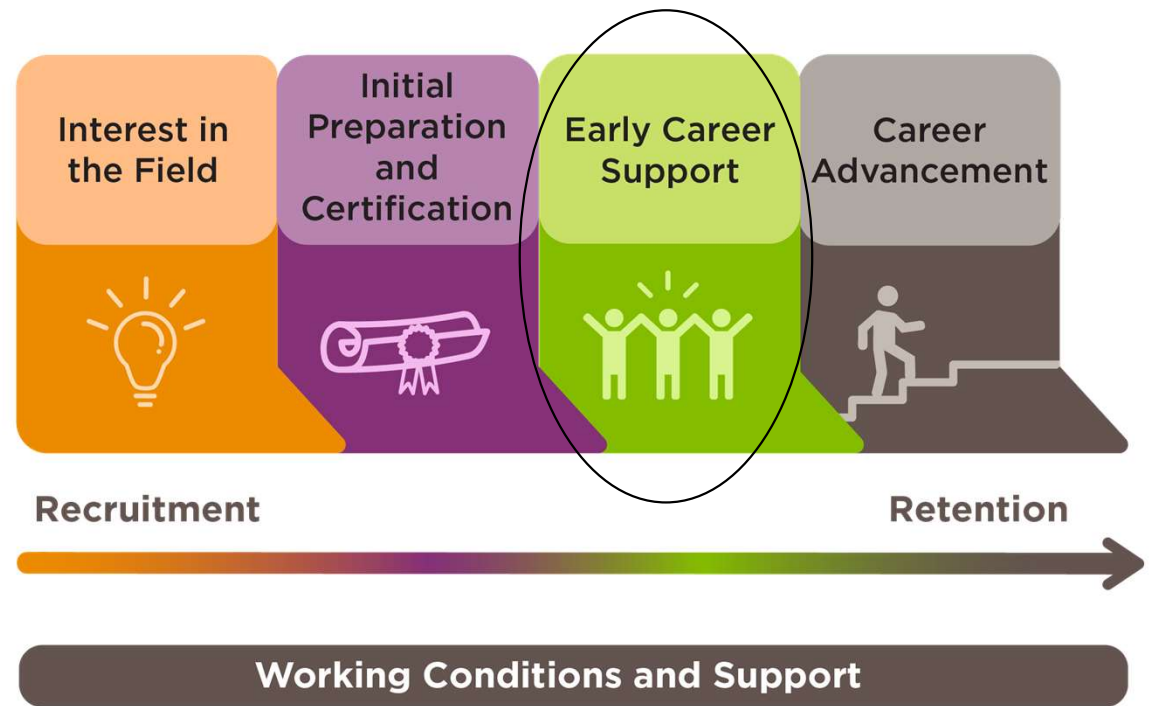 Interest in
the Field
Initial
Preparation
and
Certification
Early Career
Support
Career
Advancement
Recruitment
Retention
Working Conditions and Support